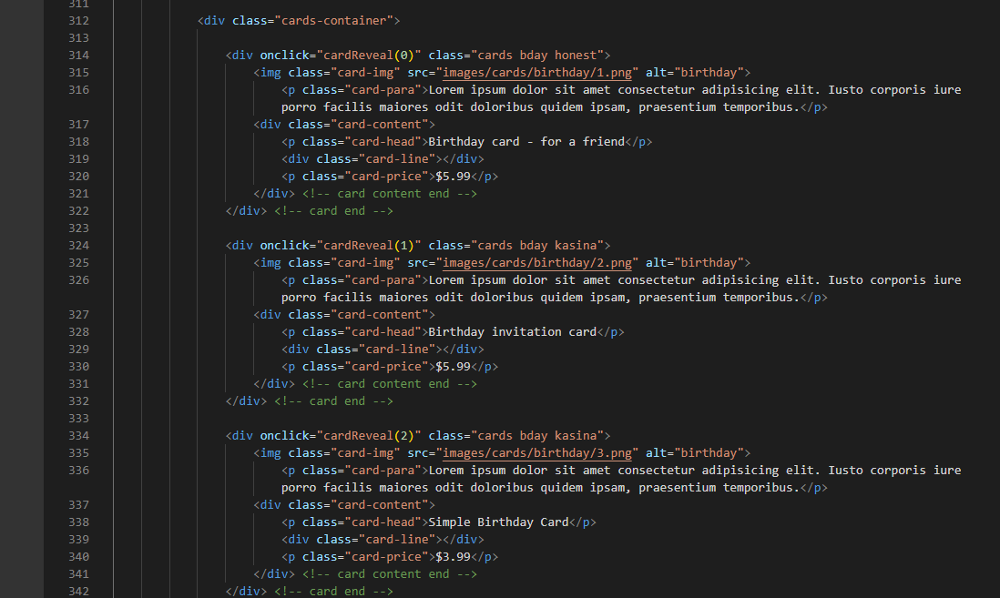 311
312 <div class="cards-container">
313
314 <div onclick="cardReveal(0)" class="cards bday honest">
315 <img class="card-img" src="images/cards/birthday/1.png" alt="birthday">
316 <p class="card-para">Lorem ipsum dolor sit amet consectetur adipisicing elit. Iusto corporis iure
porro facilis maiores odit doloribus quidem ipsam, praesentium temporibus.</p>
317 <div class="card-content">
318 <p class="card-head">Birthday card - for a friend</p>
319 <div class="card-line"></div>
320 <p class="card-price">$5.99</p>
321 </div> <!-- card content end -->
322 </div> <!-- card end -->
323
324 <div onclick="cardReveal(1)" class="cards bday kasina">
325 <img class="card-img" src="images/cards/birthday/2.png" alt="birthday">
326 <p class="card-para">Lorem ipsum dolor sit amet consectetur adipisicing elit. Iusto corporis iure
porro facilis maiores odit doloribus quidem ipsam, praesentium temporibus.</p>
327 <div class="card-content">
328 <p class="card-head">Birthday invitation card</p>
329 <div class="card-line"></div>
330 <p class="card-price">$5.99</p>
331 </div> <!-- card content end -->
332 </div> <!-- card end -->
333
334 <div onclick="cardReveal(2)" class="cards bday kasina">
335 <img class="card-img" src="images/cards/birthday/3.png" alt="birthday">
336 <p class="card-para">Lorem ipsum dolor sit amet consectetur adipisicing elit. Iusto corporis iure
porro facilis maiores odit doloribus quidem ipsam, praesentium temporibus.</p>
337 <div class="card-content">
338 <p class="card-head">Simple Birthday Card</p>
339 <div class="card-line"></div>
340 <p class="card-price">$3.99</p>
341 </div> <!-- card content end -->
342 </div> <!-- card end -->